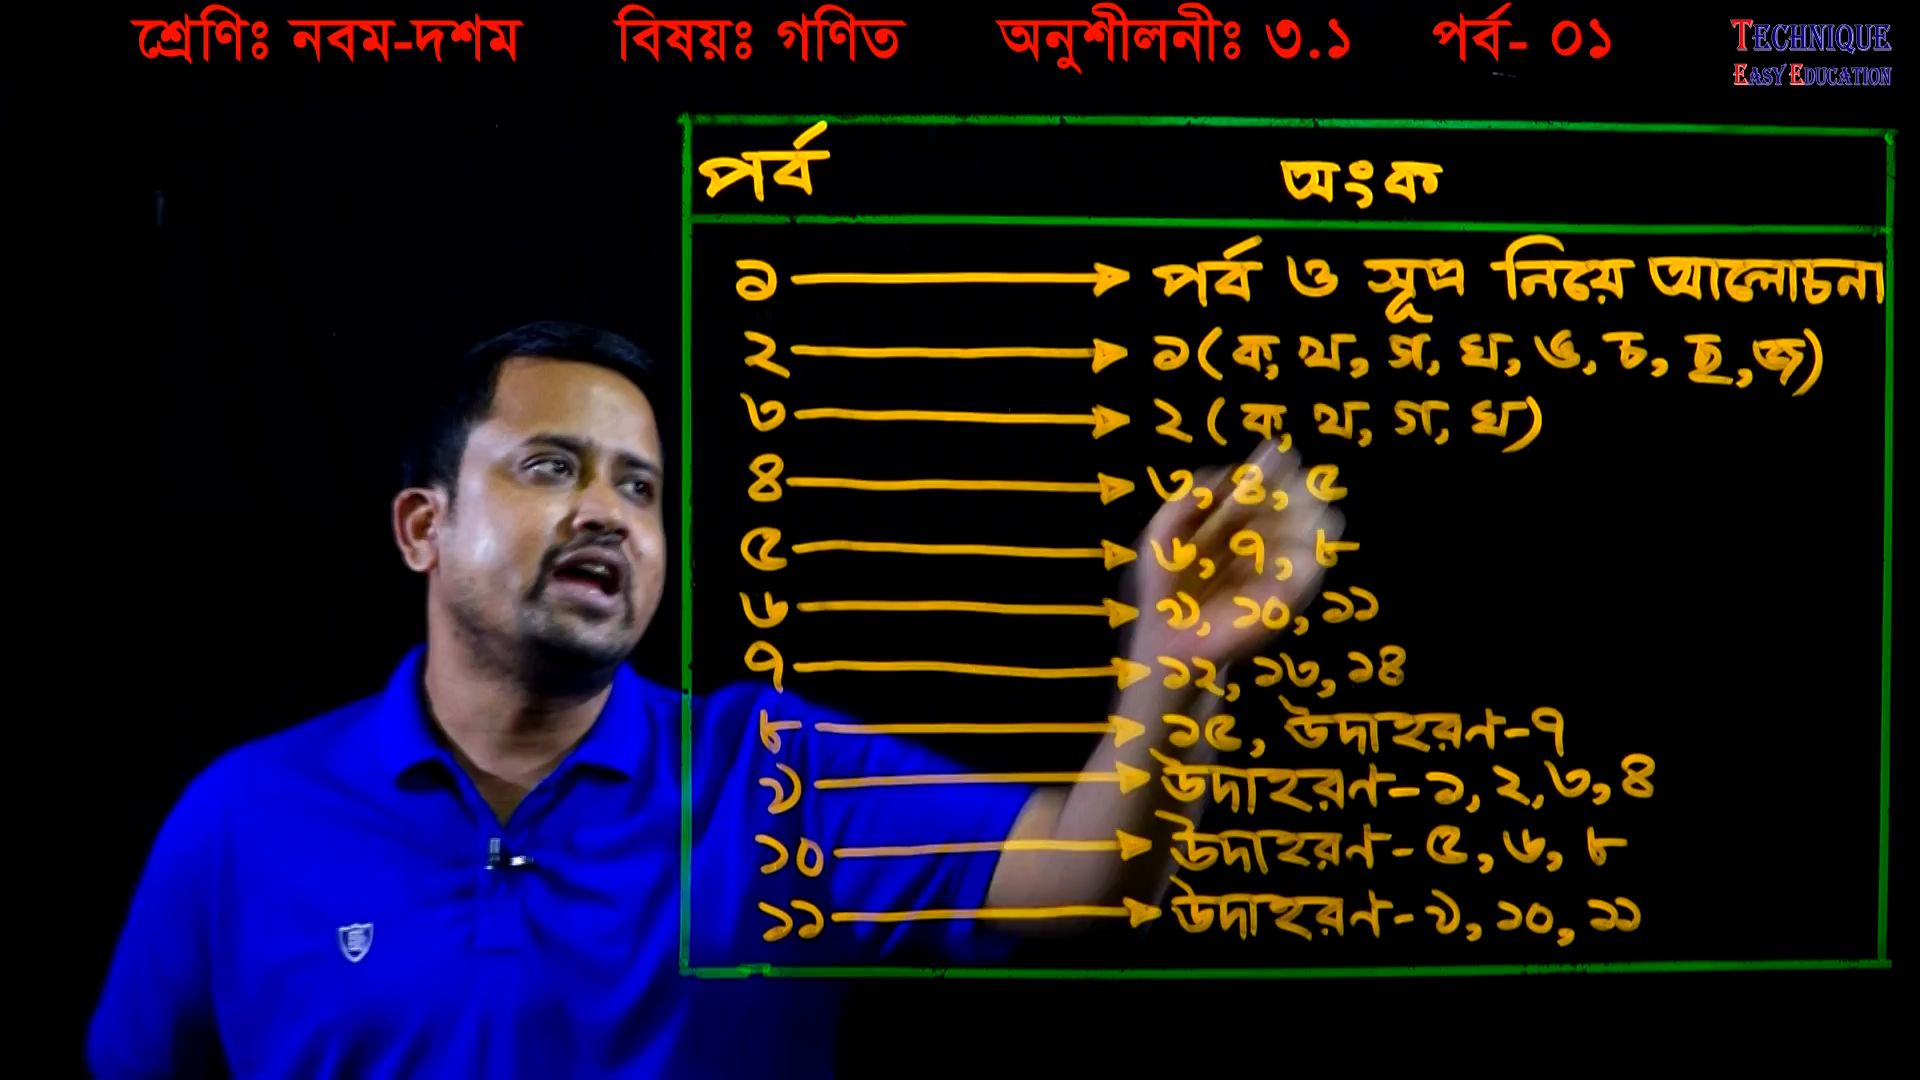 শ্রেণিঃ নবম-দশম বিষয়ঃ গণিত অনুশীলনীঃ ৩.১ পর্ব- ০১
TECHNIQUE
EASY EDUCATION
পর্ব অংক
১ পর্ব ও সূত্র নিয়ে আলোচনা
২ ১(ক, খ, গ, ঘ, ঙ, চ, ছ, জ)
৩ ২(ক, খ, গ, ঘ)
৪ ৩, ৪, ৫
৫ ৬, ৭, ৮
৬ ৯, ১০, ১১
৭ ১২, ১৩, ১৪
৮ ১৫, উদাহরণ-৭
৯ উদাহরণ-১, ২, ৩, ৪
১০ উদাহরণ-৫, ৬, ৮
১১ উদাহরণ-৯, ১০, ১১